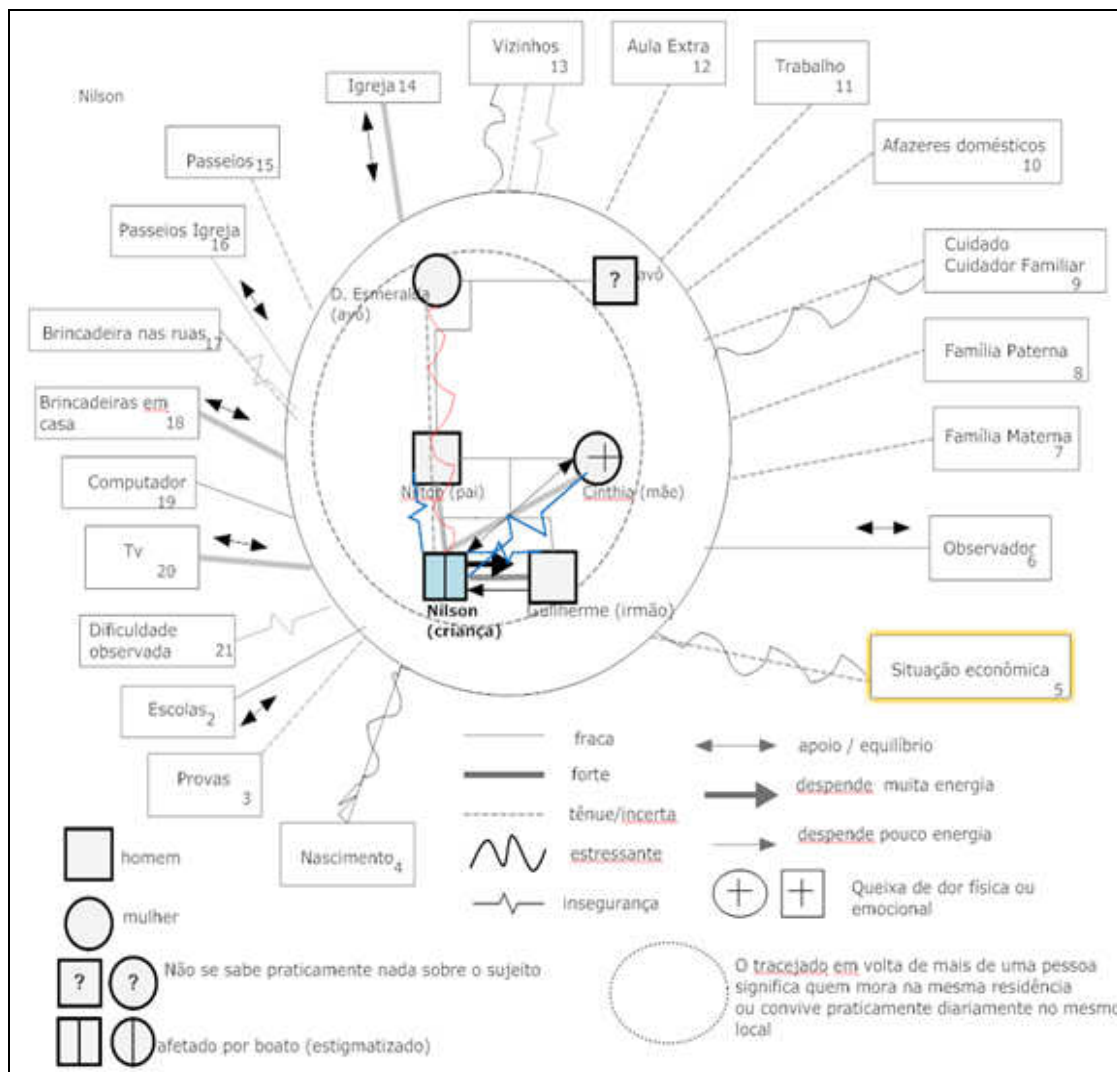 Nilson
Igreja 14
Vizinhos
13
Aula Extra
12
Trabalho
11
Afazeres domésticos
10
Cuidado
Cuidador Familiar
9
Família Paterna
8
Família Materna
7
Observador
6
Situação econômica
5
Passeios 15
Passeios Igreja
16
Brincadeira nas ruas
17
Brincadeiras em
casa
18
Computador
19
Tv
20
Dificuldade
observada 21
Escolas 2
Provas
3
Nascimento 4
D. Esmeralda
(avó)
?
avô
Nilton (pai)
Cinthia (mãe)
Nilson
(criança)
Guilherme (irmão)
fraca
forte
tênue/incerta
estressante
insegurança
apoio / equilíbrio
despende muita energia
despende pouco energia
Queixa de dor física ou
emocional
homem
mulher
? ?
Não se sabe praticamente nada sobre o sujeito
afetado por boato (estigmatizado)
O tracejado em volta de mais de uma pessoa
significa quem mora na mesma residência
ou convive praticamente diariamente no mesmo
local